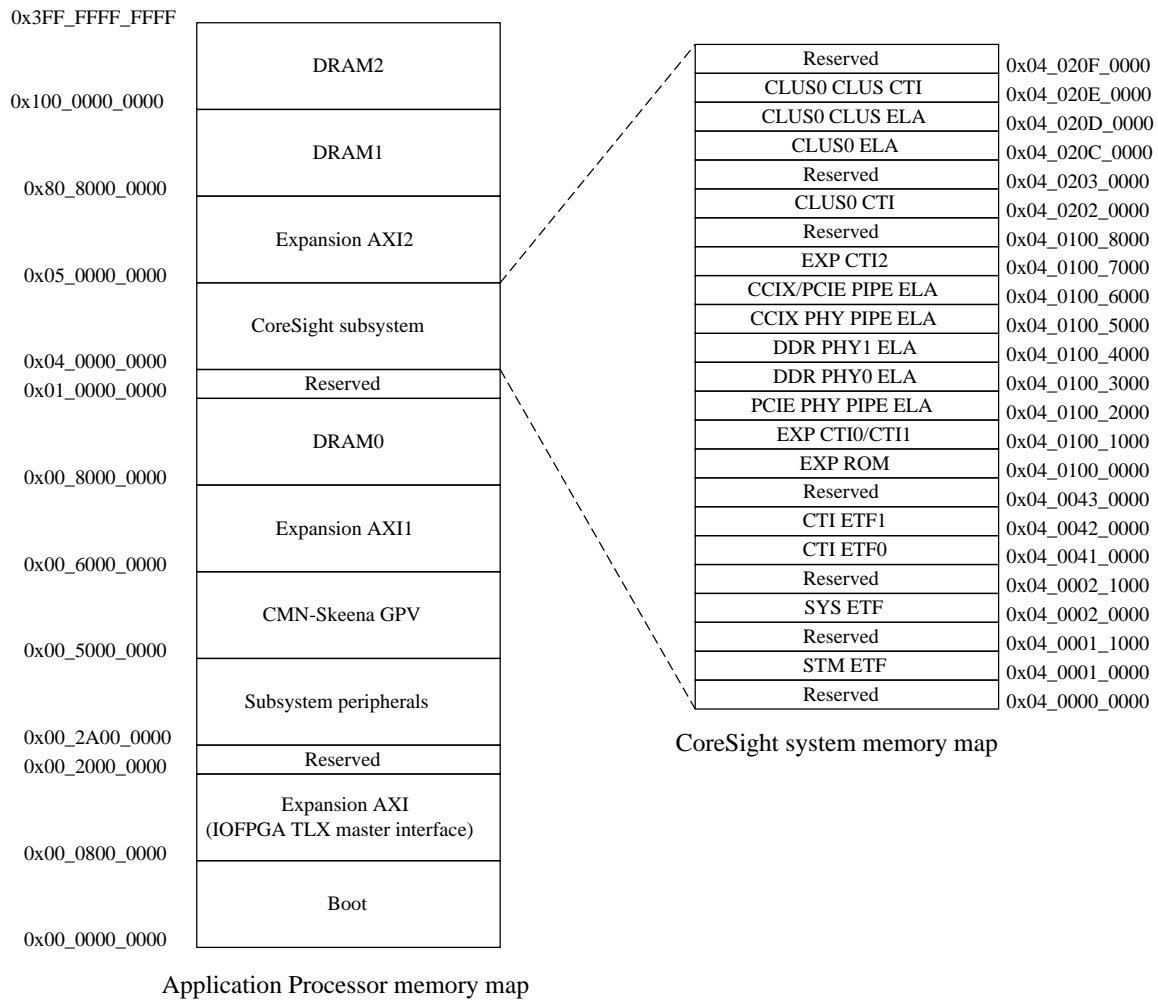 0x3FF_FFFF_FFFF
DRAM2
0x100_0000_0000
DRAM1
0x80_8000_0000
Expansion AXI2
0x05_0000_0000
CoreSight subsystem
0x04_0000_0000
Reserved
0x01_0000_0000
DRAM0
0x00_8000_0000
Expansion AXI1
0x00_6000_0000
CMN-Skeena GPV
0x00_5000_0000
Subsystem peripherals
0x00_2A00_0000
Reserved
0x00_2000_0000
Expansion AXI
(IOFPGA TLX master interface)
0x00_0800_0000
Boot
0x00_0000_0000
Application Processor memory map
Reserved
0x04_020F_0000
CLUS0 CLUS CTI
0x04_020E_0000
CLUS0 CLUS ELA
0x04_020D_0000
CLUS0 ELA
0x04_020C_0000
Reserved
0x04_0203_0000
CLUS0 CTI
0x04_0202_0000
Reserved
0x04_0100_8000
EXP CTI2
0x04_0100_7000
CCIX/PCIE PIPE ELA
0x04_0100_6000
CCIX PHY PIPE ELA
0x04_0100_5000
DDR PHY1 ELA
0x04_0100_4000
DDR PHY0 ELA
0x04_0100_3000
PCIE PHY PIPE ELA
0x04_0100_2000
EXP CTI0/CTI1
0x04_0100_1000
EXP ROM
0x04_0100_0000
Reserved
0x04_0043_0000
CTI ETF1
0x04_0042_0000
CTI ETF0
0x04_0041_0000
Reserved
0x04_0002_1000
SYS ETF
0x04_0002_0000
Reserved
0x04_0001_1000
STM ETF
0x04_0001_0000
Reserved
0x04_0000_0000
CoreSight system memory map